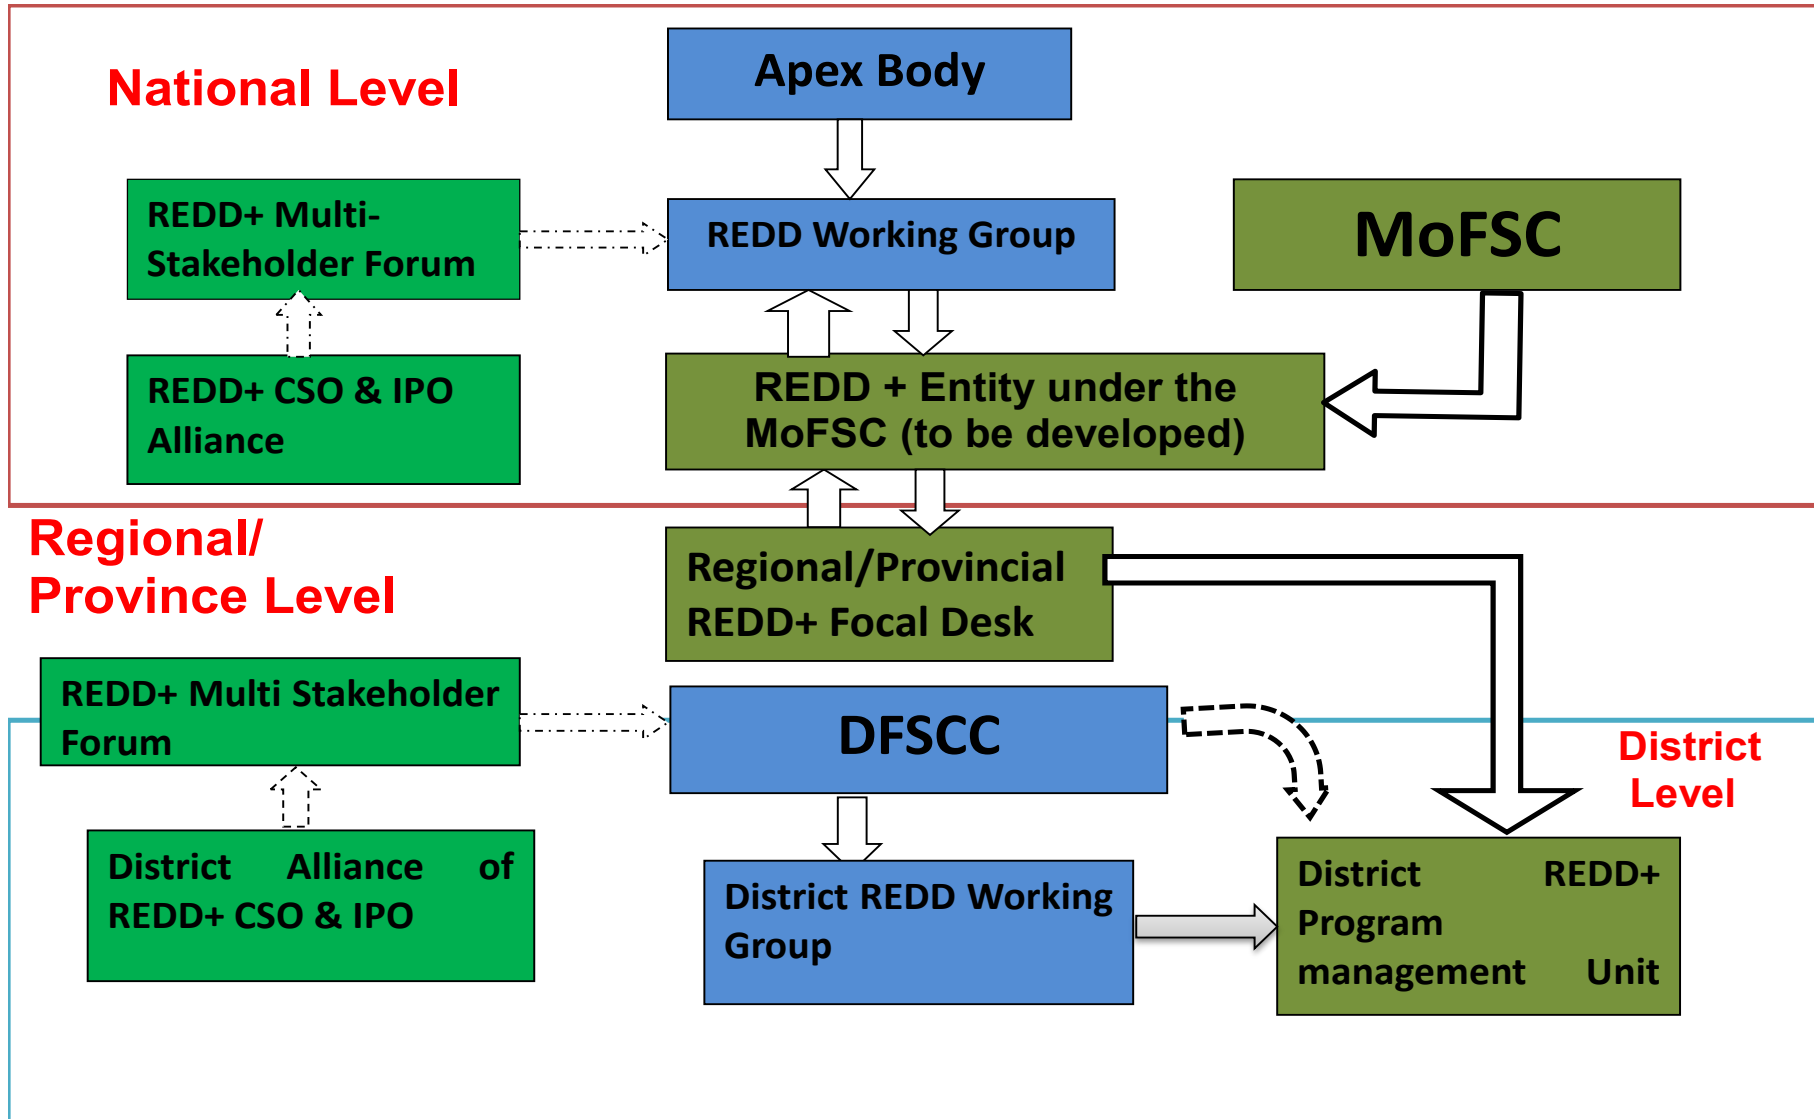 National Level
Apex Body
REDD+ Multi-
Stakeholder Forum
REDD Working Group
MoFSC
REDD+ CSO & IPO
Alliance
REDD + Entity under the
MoFSC (to be developed)
Regional/
Province Level
Regional/Provincial
REDD+ Focal Desk
REDD+ Multi Stakeholder
Forum
DFSCC
District
Level
District Alliance of
REDD+ CSO & IPO
District REDD Working
Group
District REDD+
Program
management Unit